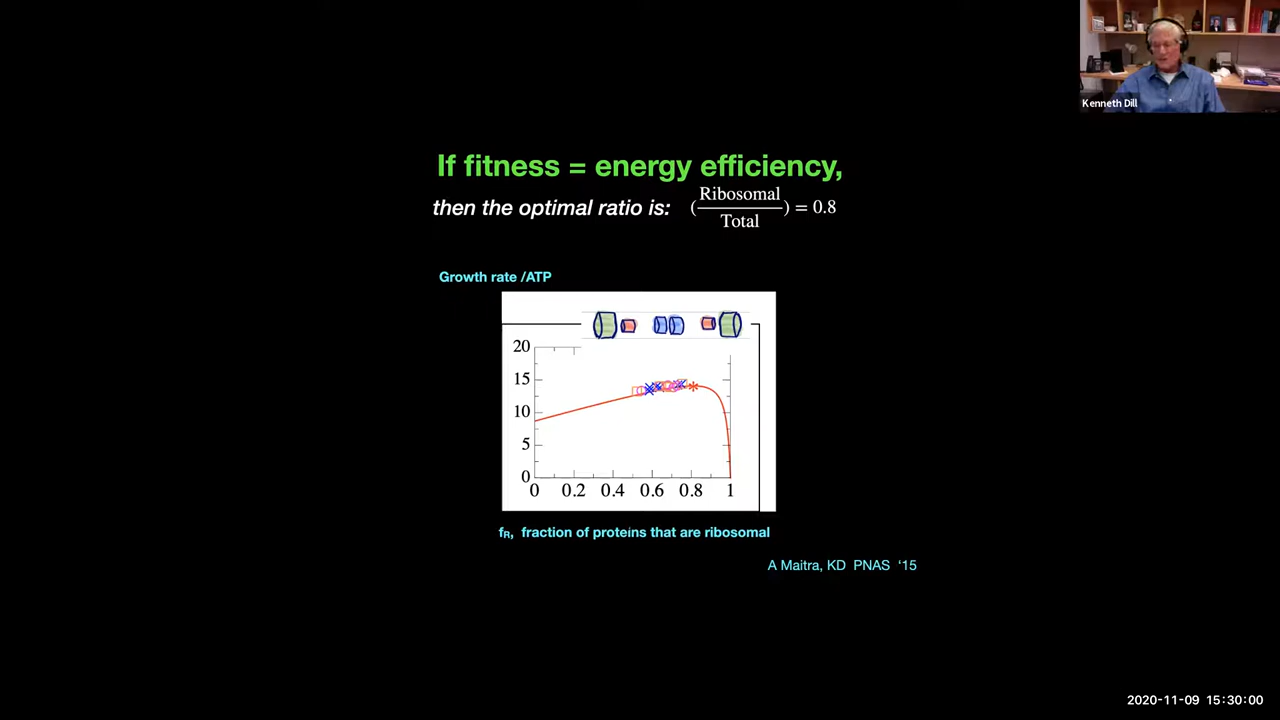 Kenneth Dill
If fitness = energy efficiency,
then the optimal ratio is: (Ribosomal/Total) = 0.8
Growth rate /ATP
20
15
10
5
0
0 0.2 0.4 0.6 0.8 1
fR, fraction of proteins that are ribosomal
A Maitra, KD PNAS ‘15
2020-11-09 15:30:00